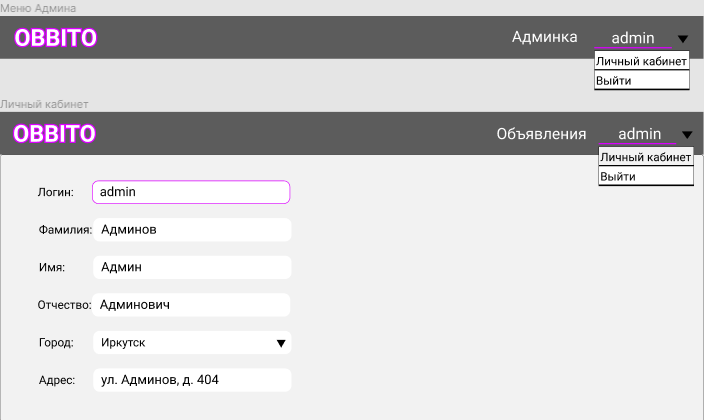 Меню Админа
OBBITO
Админка
admin
Личный кабинет
Выйти
Личный кабинет
OBBITO
Объявления
admin
Личный кабинет
Выйти
Логин: admin
Фамилия: Админов
Имя: Админ
Отчество: Админович
Город: Иркутск
Адрес: ул. Админов, д. 404